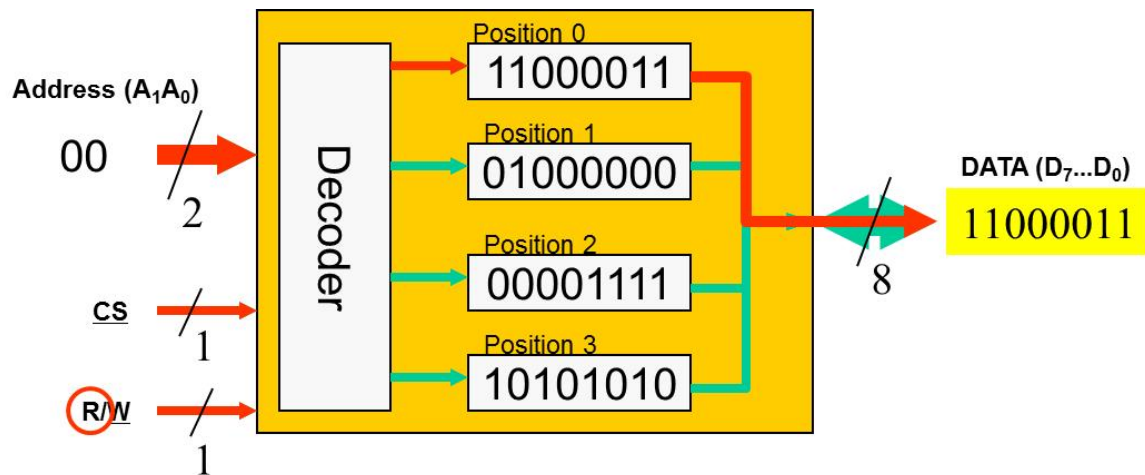 Address (A₁A₀)
00
2
CS
1
R/W
1
Decoder
Position 0
11000011
Position 1
01000000
Position 2
00001111
Position 3
10101010
8
DATA (D₇...D₀)
11000011